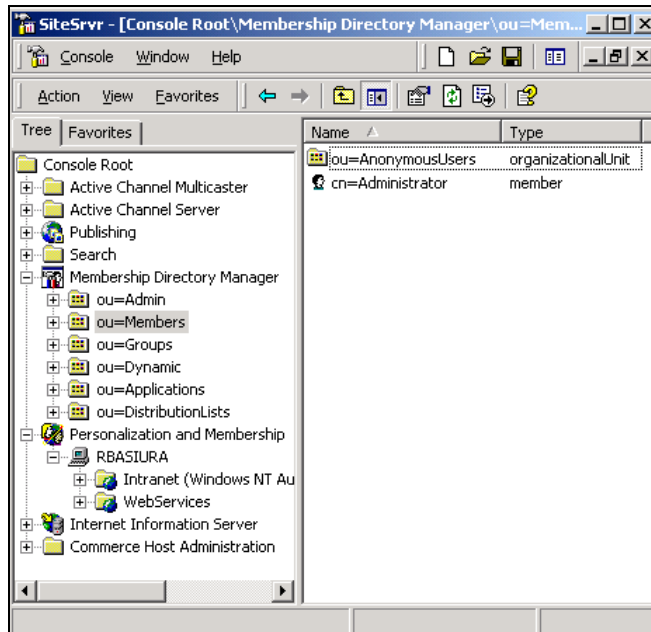 SiteSrvr - [Console Root\Membership Directory Manager\ou=Mem...
Console Window Help
Action View Favorites
Tree Favorites
Console Root
Active Channel Multicaster
Active Channel Server
Publishing
Search
Membership Directory Manager
ou=Admin
ou=Members
ou=Groups
ou=Dynamic
ou=Applications
ou=DistributionLists
Personalization and Membership
RBASIURA
Intranet (Windows NT Au
WebServices
Internet Information Server
Commerce Host Administration
Name Type
ou=AnonymousUsers organizationalUnit
cn=Administrator member